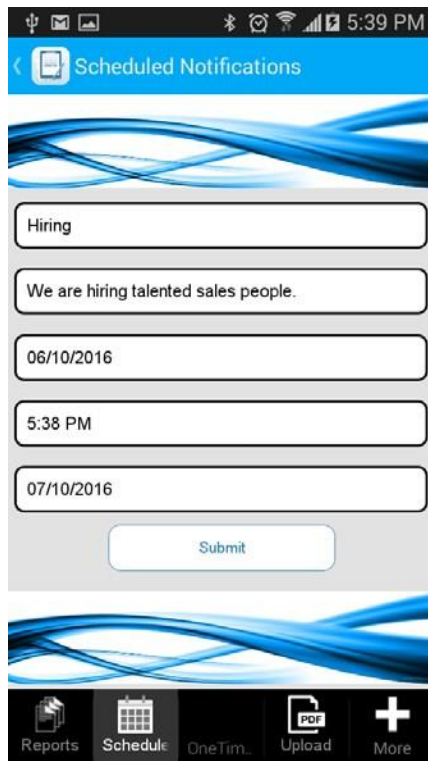 5:39 PM
Scheduled Notifications
Hiring
We are hiring talented sales people.
06/10/2016
5:38 PM
07/10/2016
Submit
PDF
Reports
Schedule
OneTim..
Upload
More